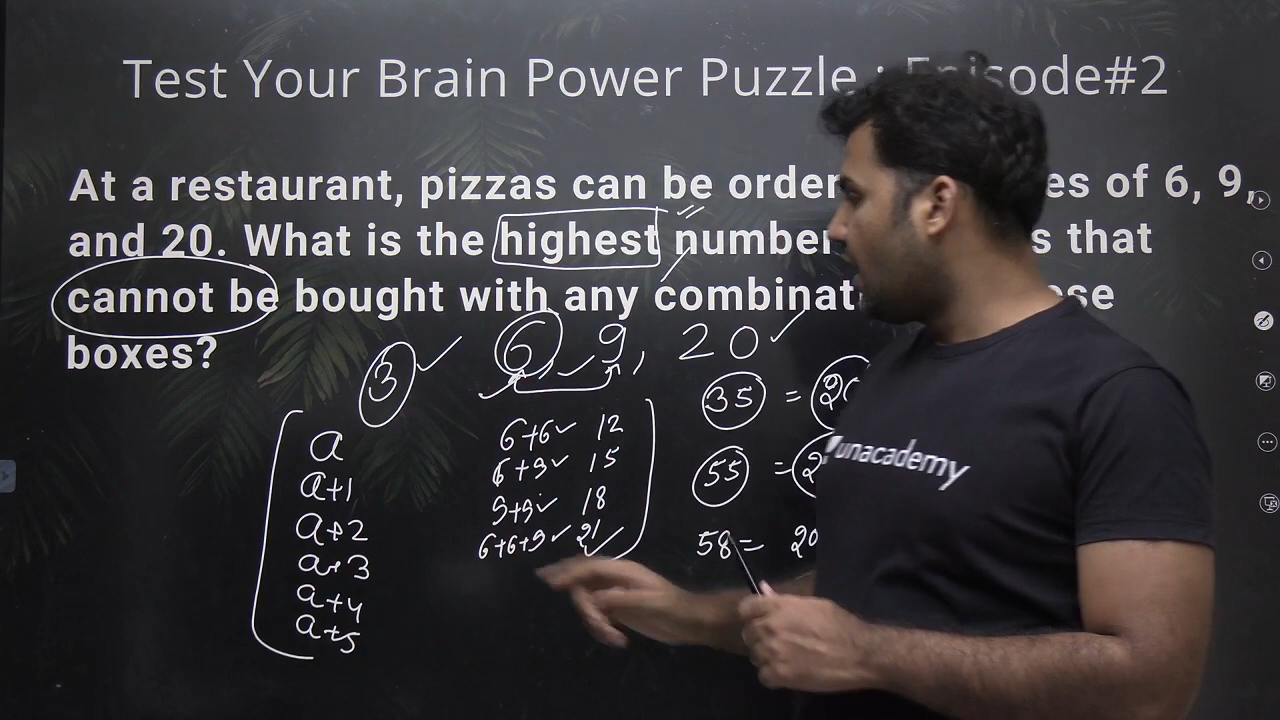 Test Your Brain Power Puzzle : Episode#2
At a restaurant, pizzas can be order es of 6, 9,
and 20. What is the highest number s that
cannot be bought with any combinat ese
boxes?
3 6, 9, 20
35 = 20
55 = 2
58 = 20
a
a+1
a+2
a+3
a+4
a+5
6+6 12
6+9 15
9+9 18
6+6+9 21
unacademy